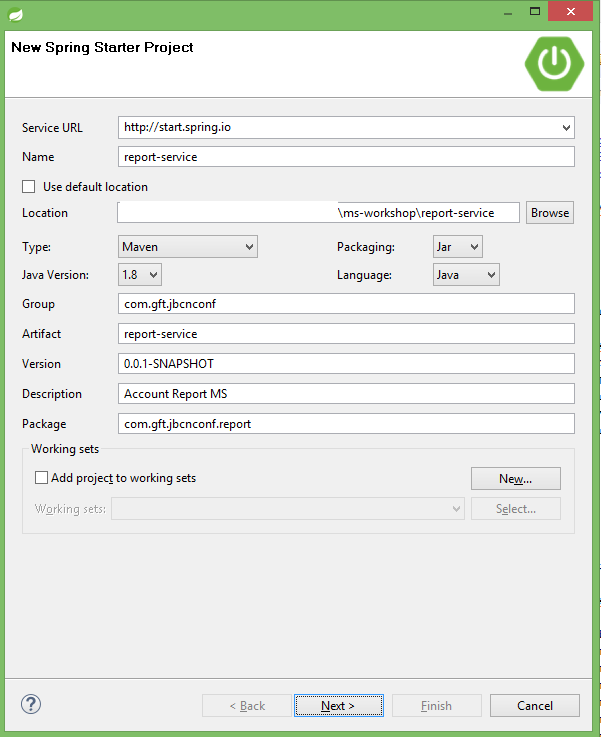 New Spring Starter Project
Service URL http://start.spring.io
Name report-service
Use default location
Location \ms-workshop\report-service Browse
Type: Maven Packaging: Jar
Java Version: 1.8 Language: Java
Group com.gft.jbcnconf
Artifact report-service
Version 0.0.1-SNAPSHOT
Description Account Report MS
Package com.gft.jbcnconf.report
Working sets
Add project to working sets New...
Working sets: Select...
? < Back Next > Finish Cancel